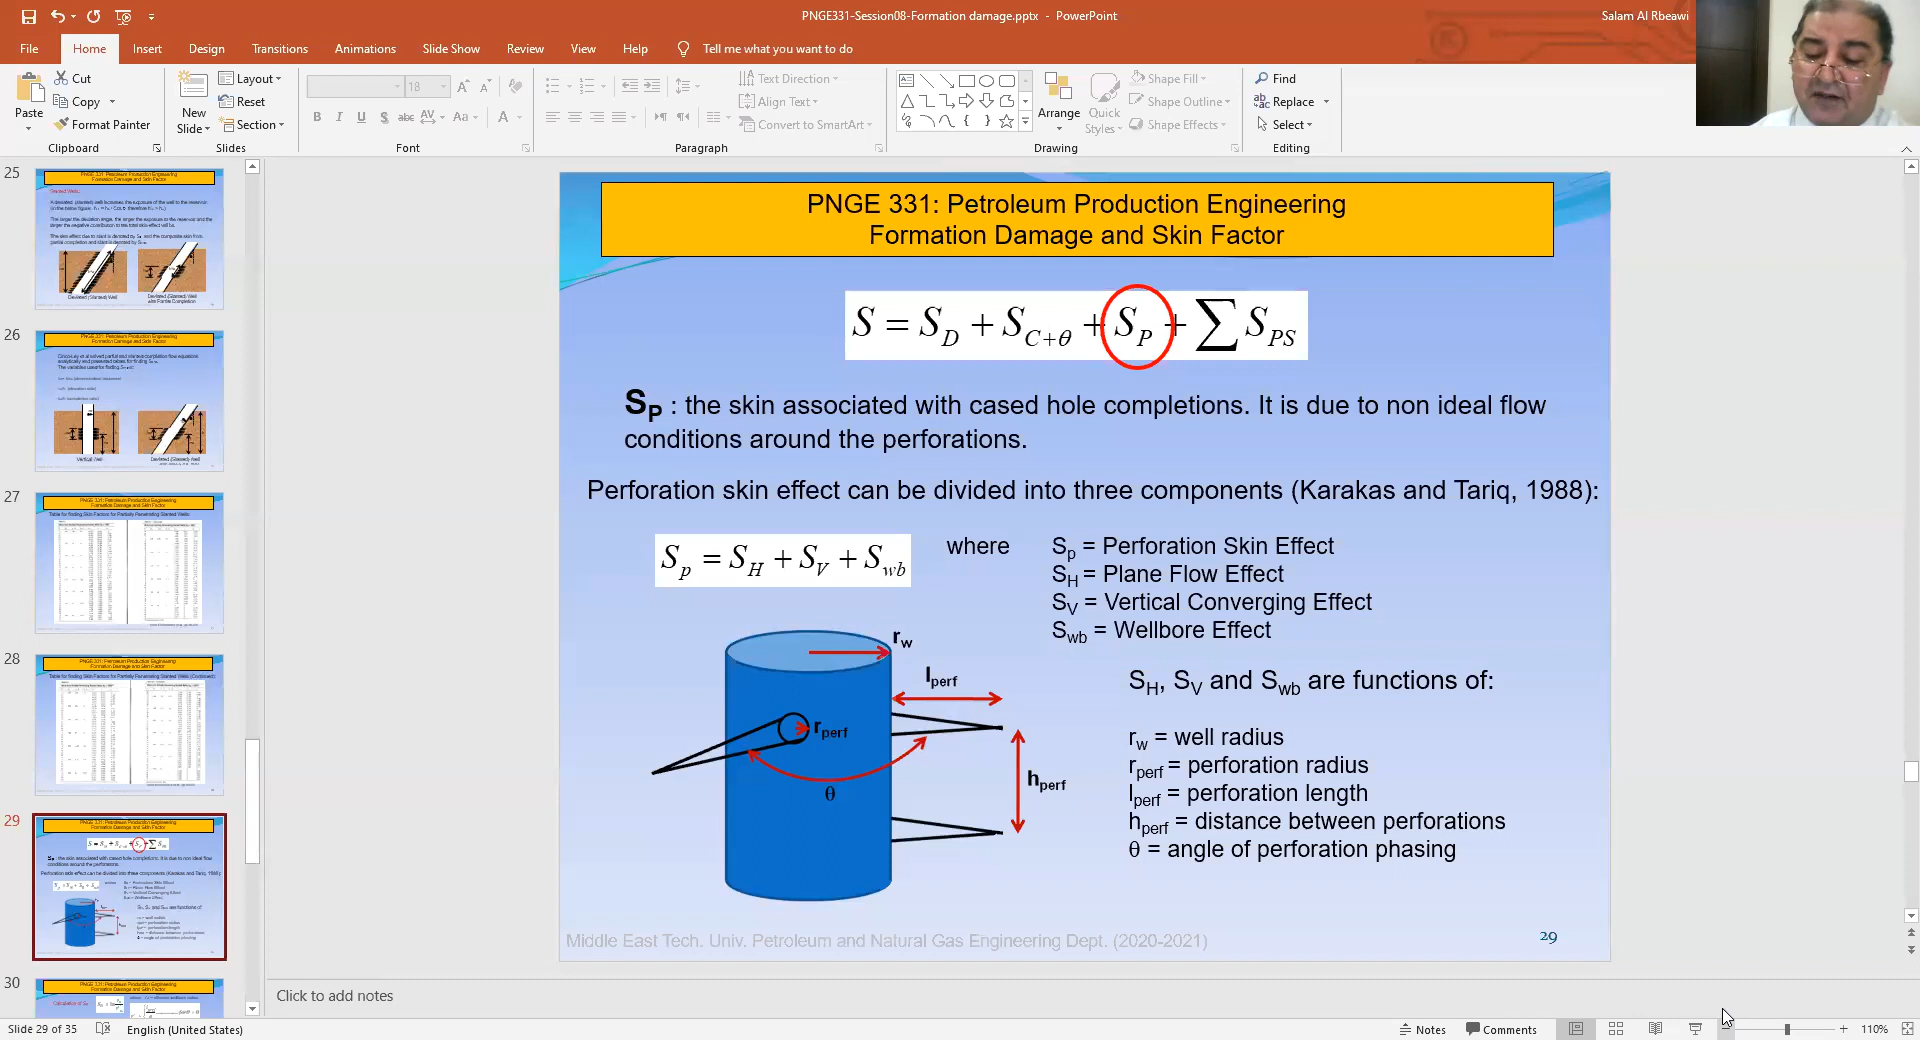 PNGE331-Session08-Formation damage.pptx - PowerPoint
Salam Al Rbeawi
File Home Insert Design Transitions Animations Slide Show Review View Help Tell me what you want to do
Paste
Cut
Copy
Format Painter
Clipboard
New Slide
Layout
Reset
Section
Slides
18
B I U S abc AV Aa A
Font
Text Direction
Align Text
Convert to SmartArt
Paragraph
Arrange
Quick Styles
Shape Fill
Shape Outline
Shape Effects
Drawing
Find
Replace
Select
Editing
25
26
27
28
29
30
PNGE 331: Petroleum Production Engineering
Formation Damage and Skin Factor
S = S_D + S_{C+θ} + S_P + ∑ S_{PS}
S_P : the skin associated with cased hole completions. It is due to non ideal flow
conditions around the perforations.
Perforation skin effect can be divided into three components (Karakas and Tariq, 1988):
S_p = S_H + S_V + S_wb
where
S_p = Perforation Skin Effect
S_H = Plane Flow Effect
S_V = Vertical Converging Effect
S_wb = Wellbore Effect
r_w
l_perf
r_perf
h_perf
θ
S_H, S_V and S_wb are functions of:
r_w = well radius
r_perf = perforation radius
l_perf = perforation length
h_perf = distance between perforations
θ = angle of perforation phasing
Middle East Tech. Univ. Petroleum and Natural Gas Engineering Dept. (2020-2021)
29
Click to add notes
Slide 29 of 35 English (United States) Notes Comments 110%